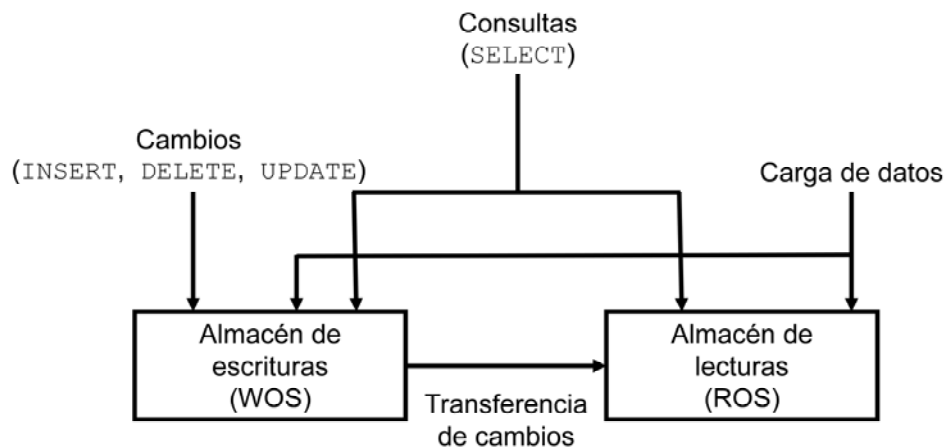 Consultas
(SELECT)
Cambios
(INSERT, DELETE, UPDATE)
Carga de datos
Almacén de
escrituras
(WOS)
Almacén de
lecturas
(ROS)
Transferencia
de cambios